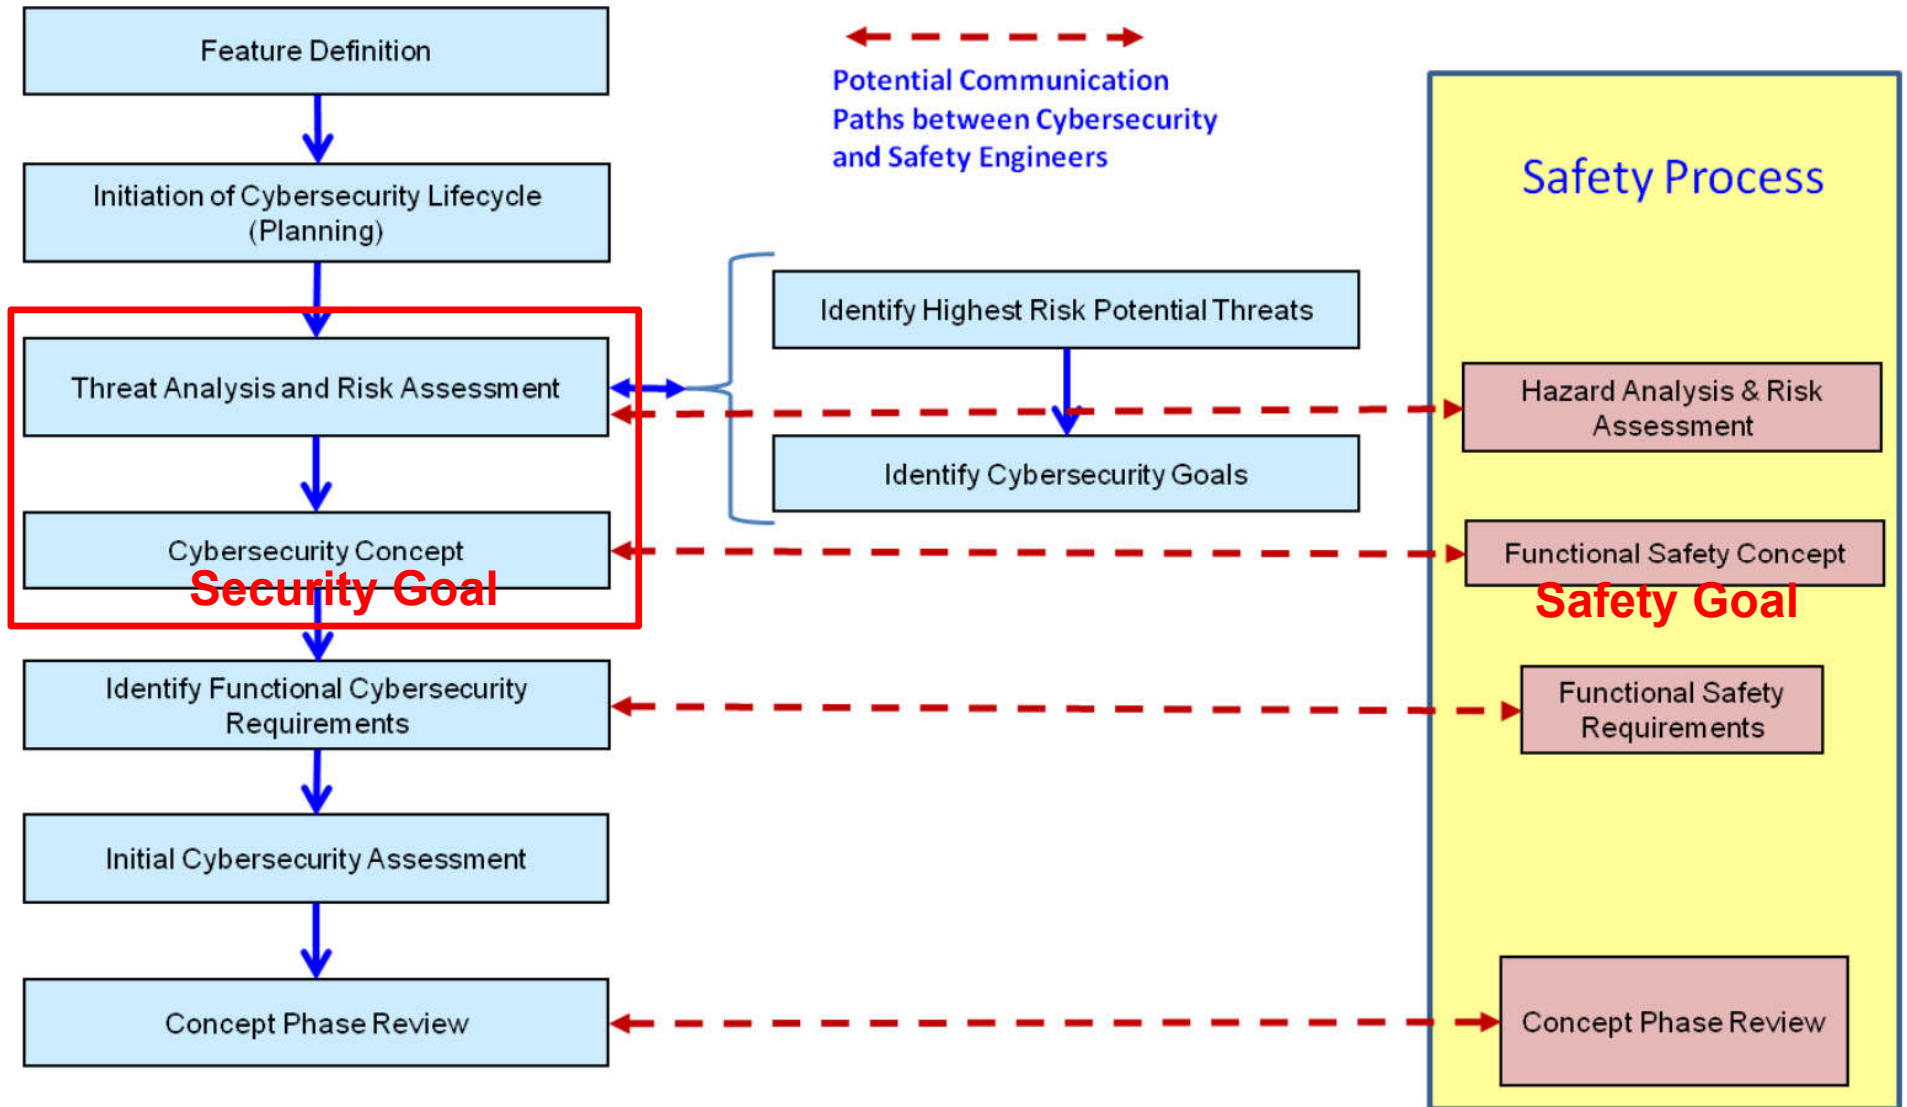 Feature Definition
Potential Communication
Paths between Cybersecurity
and Safety Engineers
Safety Process
Initiation of Cybersecurity Lifecycle
(Planning)
Identify Highest Risk Potential Threats
Threat Analysis and Risk Assessment
Hazard Analysis & Risk
Assessment
Identify Cybersecurity Goals
Cybersecurity Concept
Security Goal
Functional Safety Concept
Safety Goal
Identify Functional Cybersecurity
Requirements
Functional Safety
Requirements
Initial Cybersecurity Assessment
Concept Phase Review
Concept Phase Review